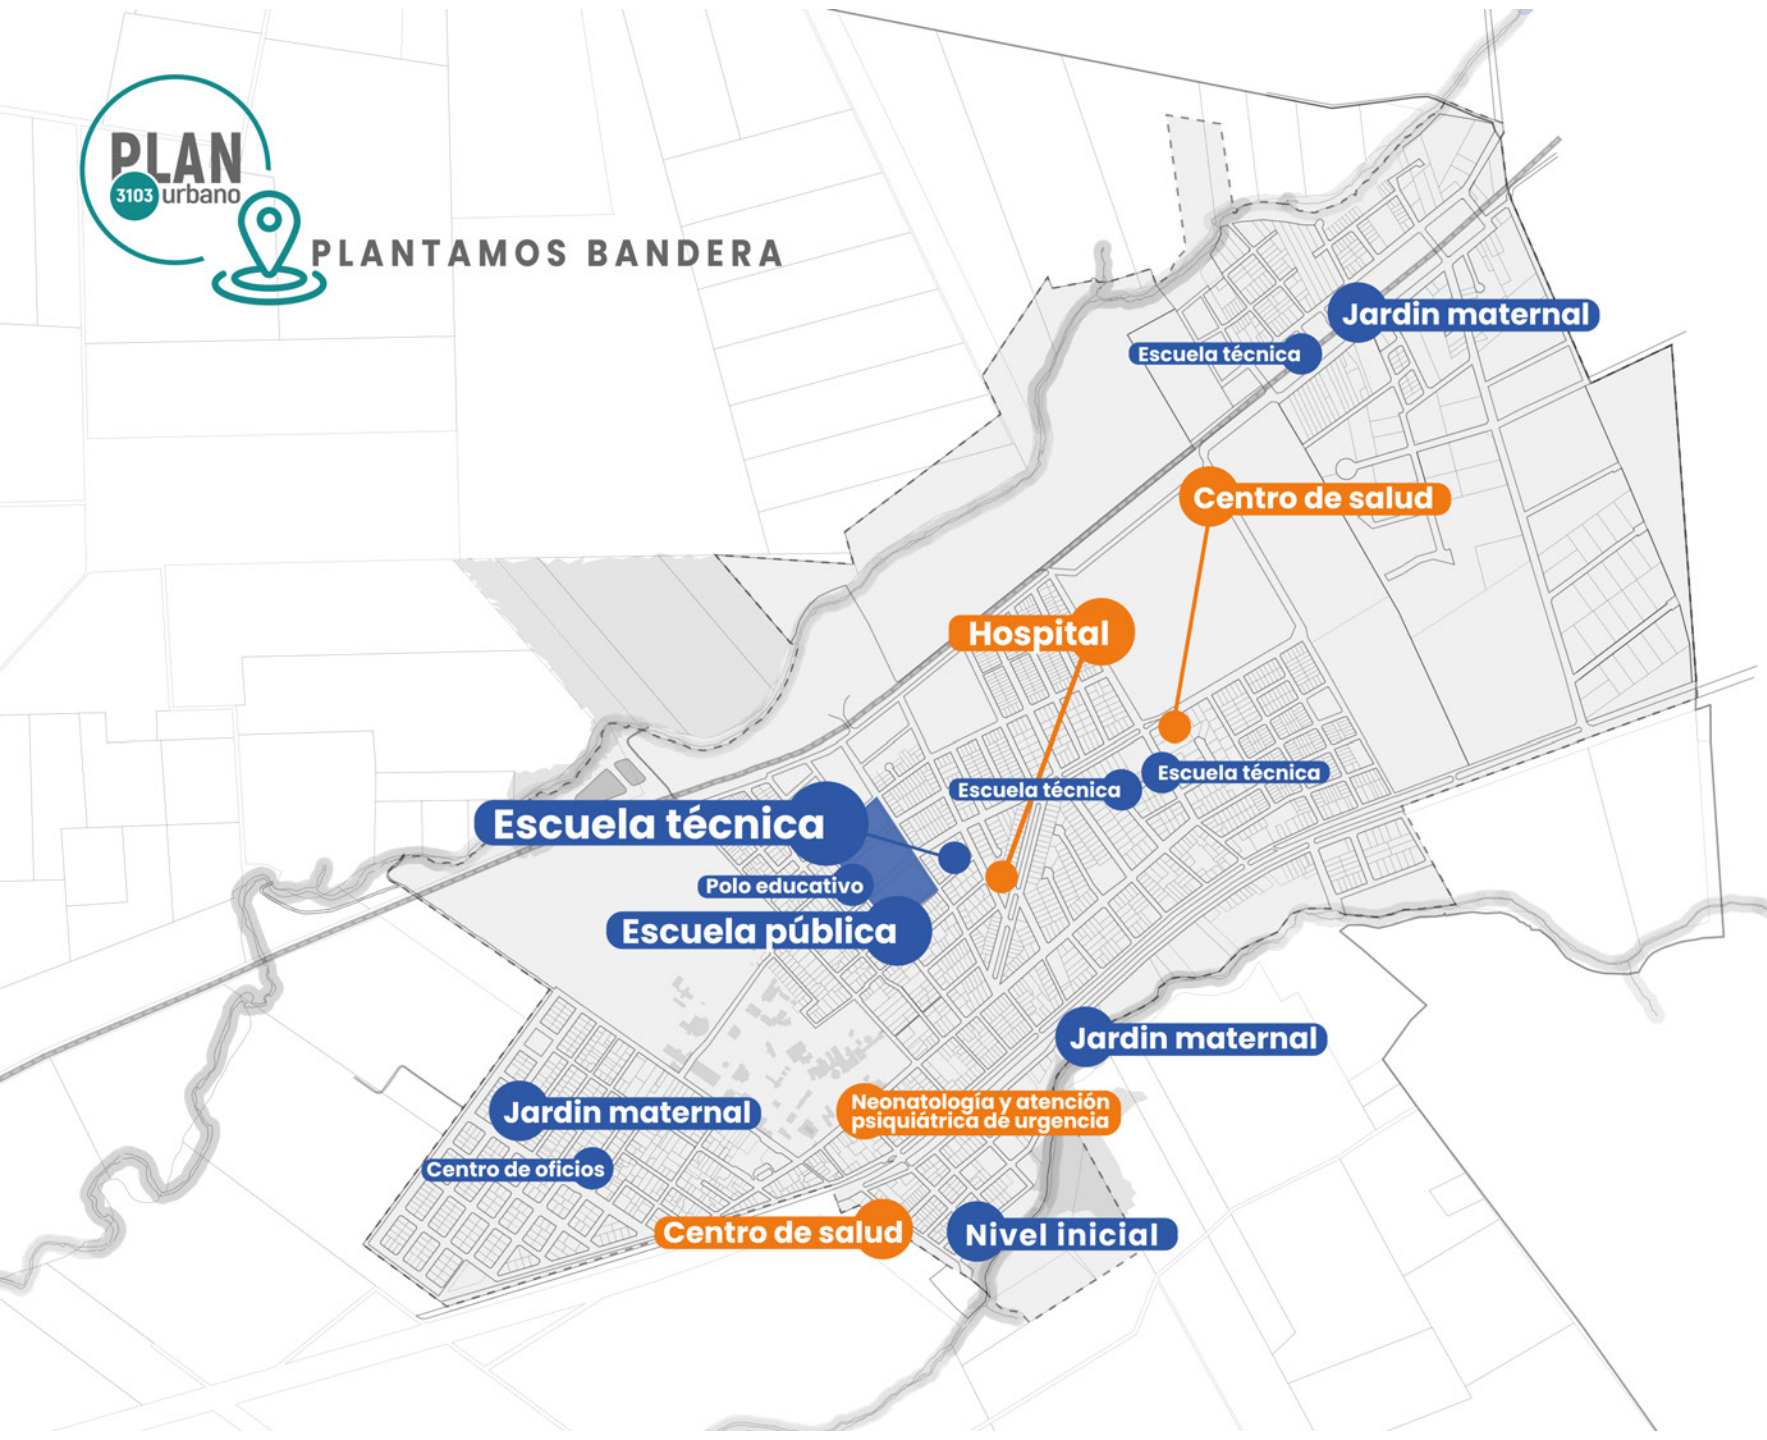 PLAN
3103 urbano
PLANTAMOS BANDERA
Jardin maternal
Escuela técnica
Centro de salud
Hospital
Escuela técnica
Escuela técnica
Escuela técnica
Polo educativo
Escuela pública
Jardin maternal
Neonatología y atención
psiquiátrica de urgencia
Jardin maternal
Centro de oficios
Centro de salud
Nivel inicial